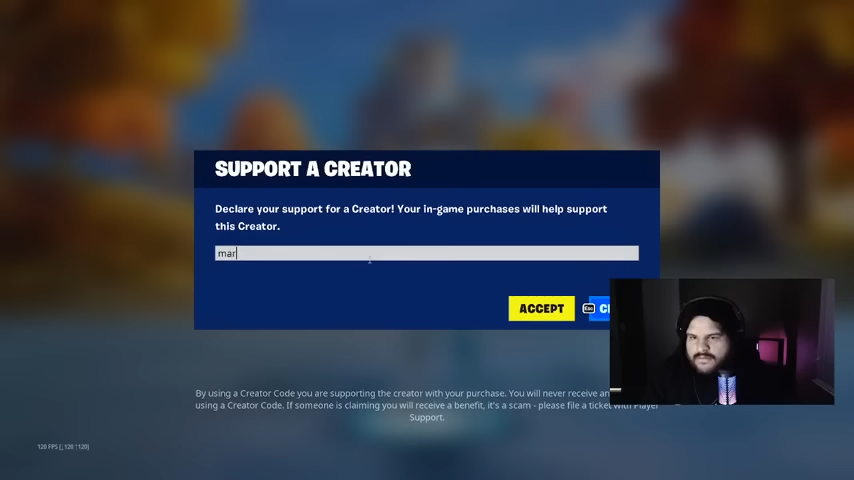 SUPPORT A CREATOR
Declare your support for a Creator! Your in-game purchases will help support
this Creator.
mar
ACCEPT
Esc
By using a Creator Code you are supporting the creator with your purchase. You will never receive
using a Creator Code. If someone is claiming you will receive a benefit, it's a scam - please file a ticket with Player
Support.
120 FPS [